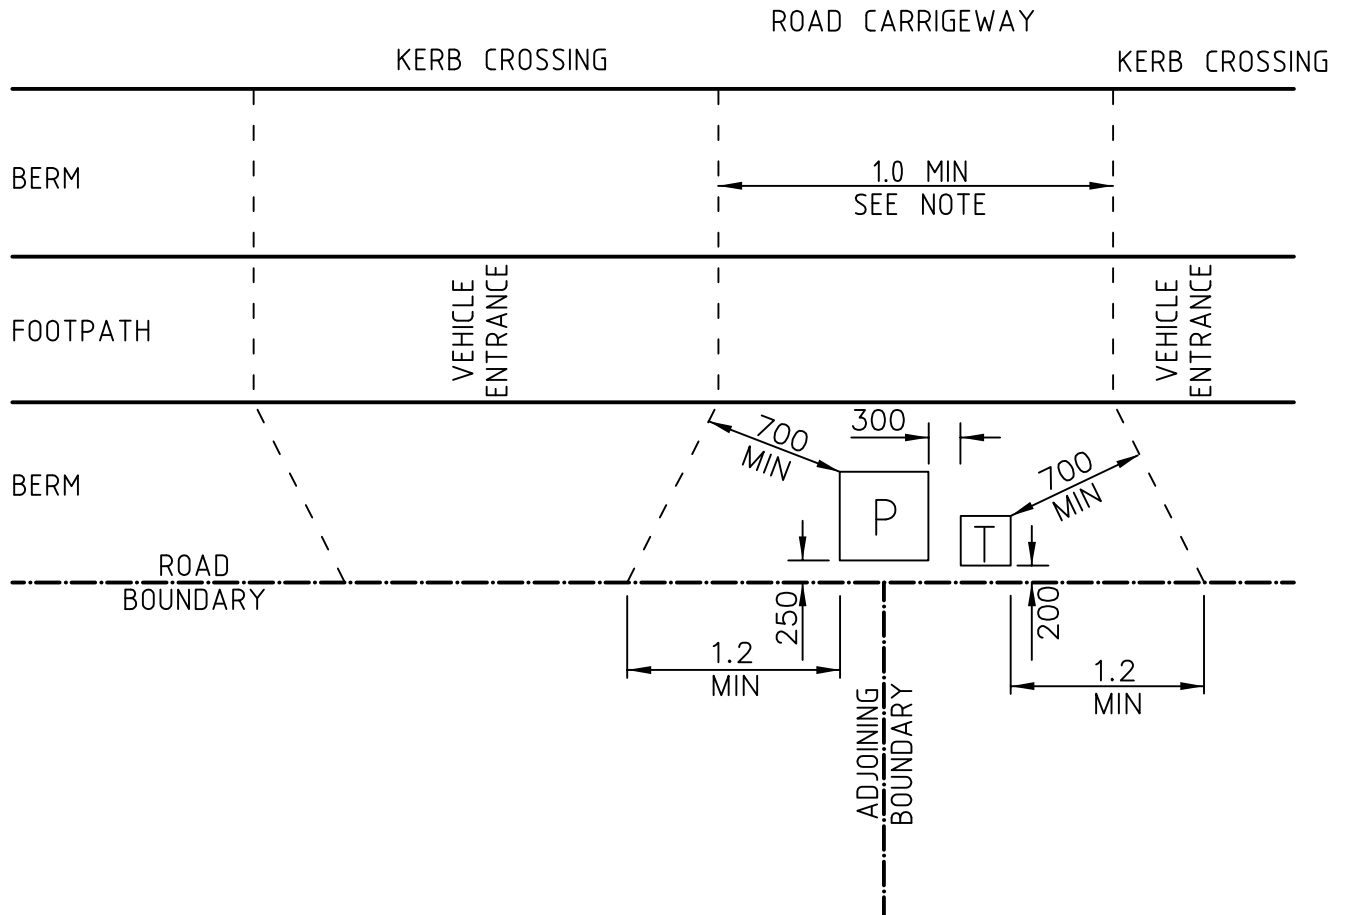 ROAD CARRIGEWAY
KERB CROSSING
KERB CROSSING
BERM
1.0 MIN
SEE NOTE
FOOTPATH
VEHICLE
ENTRANCE
VEHICLE
ENTRANCE
700
MIN
300
700
MIN
BERM
P
T
ROAD
BOUNDARY
250
200
1.2
MIN
1.2
MIN
ADJOINING
BOUNDARY